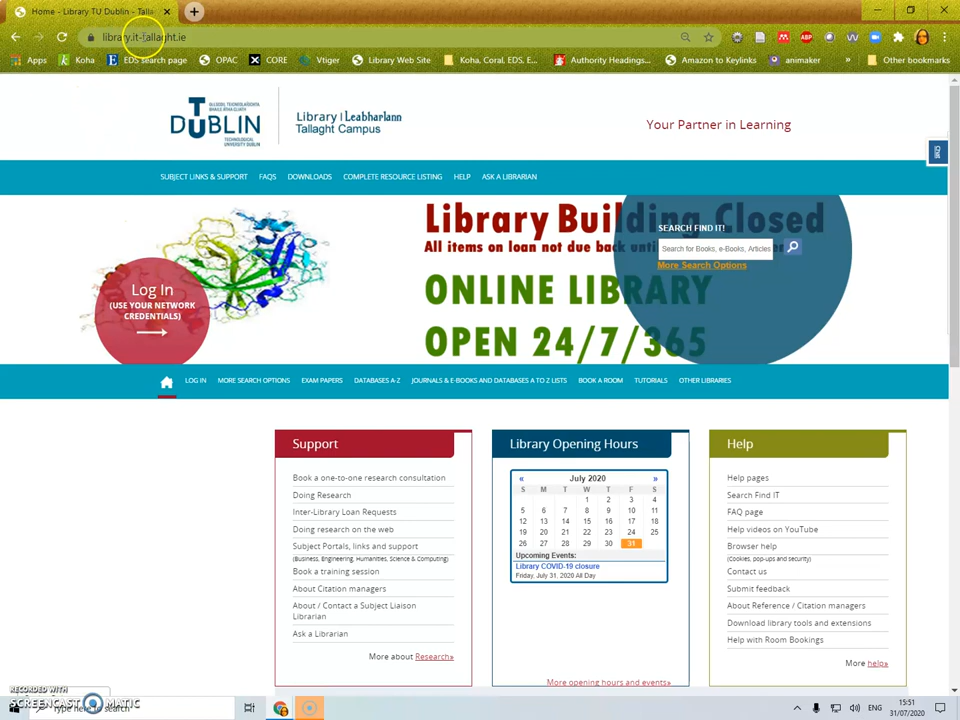 Home - Library TU Dublin - Talla
library.it-tallaght.ie
Apps
Koha
EDS search page
OPAC
CORE
Vtiger
Library Web Site
Koha, Coral, EDS, E...
Authority Headings...
Amazon to Keylinks
animaker
»
Other bookmarks
TU DUBLIN
TECHNOLOGICAL
UNIVERSITY DUBLIN
Library | Leabharlann
Tallaght Campus
Your Partner in Learning
SUBJECT LINKS & SUPPORT
FAQS
DOWNLOADS
COMPLETE RESOURCE LISTING
HELP
ASK A LIBRARIAN
Library Building Closed
All items on loan not due back until
ONLINE LIBRARY
OPEN 24/7/365
SEARCH FIND IT!
Search for Books, e-Books, Articles
More Search Options
Log In
(USE YOUR NETWORK
CREDENTIALS)
LOG IN
MORE SEARCH OPTIONS
EXAM PAPERS
DATABASES A-Z
JOURNALS & E-BOOKS AND DATABASES A TO Z LISTS
BOOK A ROOM
TUTORIALS
OTHER LIBRARIES
Support
Book a one-to-one research consultation
Doing Research
Inter-Library Loan Requests
Doing research on the web
Subject Portals, links and support
(Business, Engineering, Humanities, Science & Computing)
Book a training session
About Citation managers
About / Contact a Subject Liaison
Librarian
Ask a Librarian
More about Research»
Library Opening Hours
« July 2020 »
S M T W T F S
1 2 3 4
5 6 7 8 9 10 11
12 13 14 15 16 17 18
19 20 21 22 23 24 25
26 27 28 29 30 31
Upcoming Events:
Library COVID-19 closure
Friday, July 31, 2020 All Day
More opening hours and events»
Help
Help pages
Search Find IT
FAQ page
Help videos on YouTube
Browser help
(Cookies, pop-ups and security)
Contact us
Submit feedback
About Reference / Citation managers
Download library tools and extensions
Help with Room Bookings
More help»
RECORDED WITH
SCREENCAST MATIC
Type here to search
ENG
15:51
31/07/2020